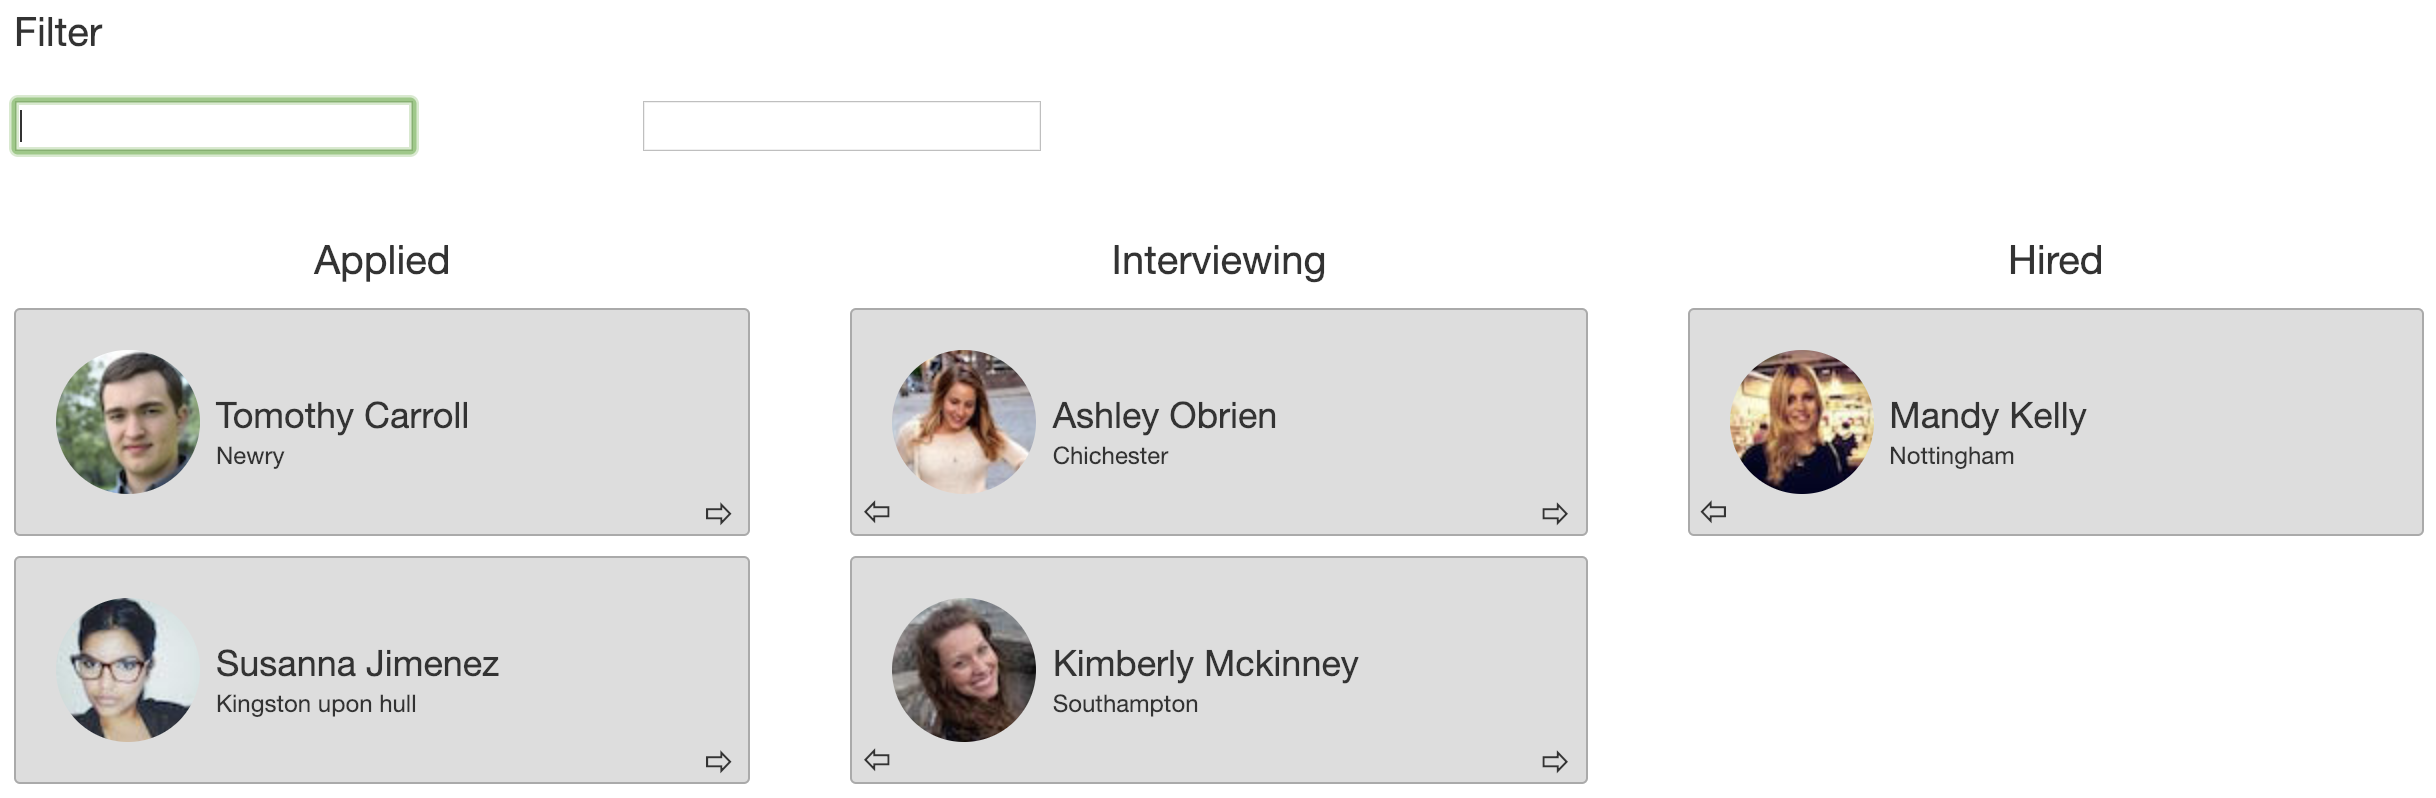 Filter
Applied
Interviewing
Hired
Tomothy Carroll
Newry
Ashley Obrien
Chichester
Mandy Kelly
Nottingham
Susanna Jimenez
Kingston upon hull
Kimberly Mckinney
Southampton